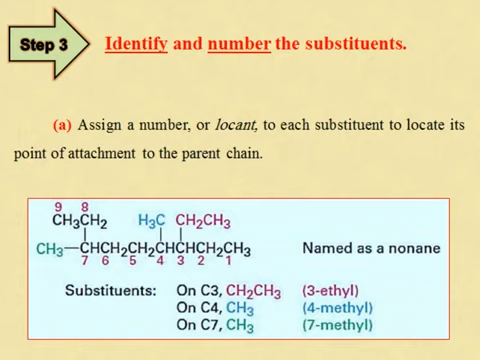 Step 3
Identify and number the substituents.
(a) Assign a number, or locant, to each substituent to locate its
point of attachment to the parent chain.
9 8
CH₃CH₂ H₃C CH₂CH₃
CH₃—CHCH₂CH₂CHCHCH₂CH₃ Named as a nonane
7 6 5 4 3 2 1
Substituents: On C3, CH₂CH₃ (3-ethyl)
On C4, CH₃ (4-methyl)
On C7, CH₃ (7-methyl)